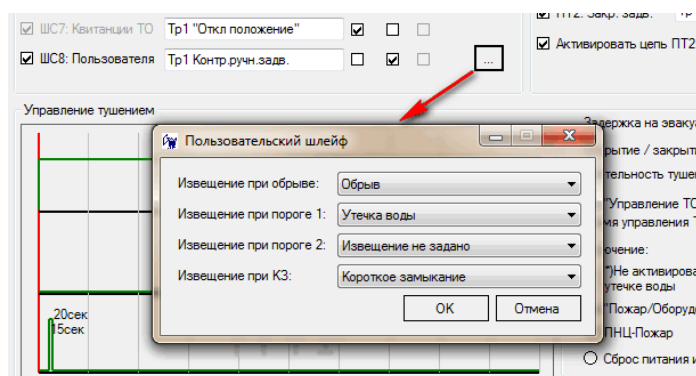 ШС7: Квитанции ТО Тр1 "Откл положение"
ПТ2: Закр. задв.
ШС8: Пользователя Тр1 Контр.ручн.задв. ...
Активировать цепь ПТ2
Управление тушением
Задержка на эваку
Пользовательский шлейф
рытие / закрыт
Извещение при обрыве: Обрыв
тельность туше
Извещение при пороге 1: Утечка воды
"Управление ТО
мя управления
Извещение при пороге 2: Извещение не задано
очение:
Извещение при КЗ: Короткое замыкание
")Не активирова
утечке воды
OK Отмена
"Пожар/Оборуд
20сек
15сек
ПНЦ-Пожар
Сброс питания и